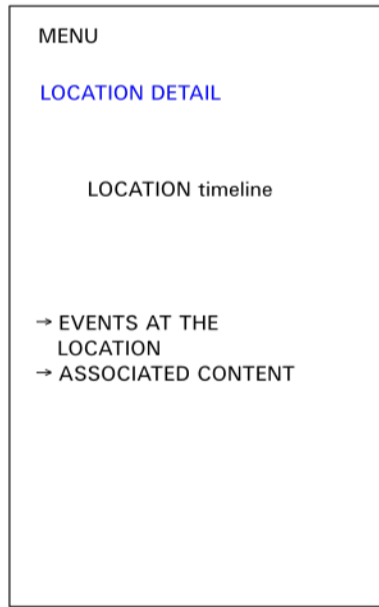 MENU
LOCATION DETAIL
LOCATION timeline
→ EVENTS AT THE
LOCATION
→ ASSOCIATED CONTENT